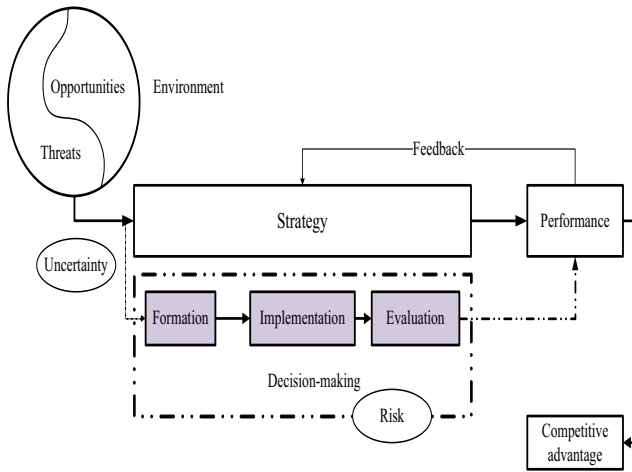 Opportunities
Environment
Threats
Feedback
Strategy
Performance
Uncertainty
Formation
Implementation
Evaluation
Decision-making
Risk
Competitive
advantage